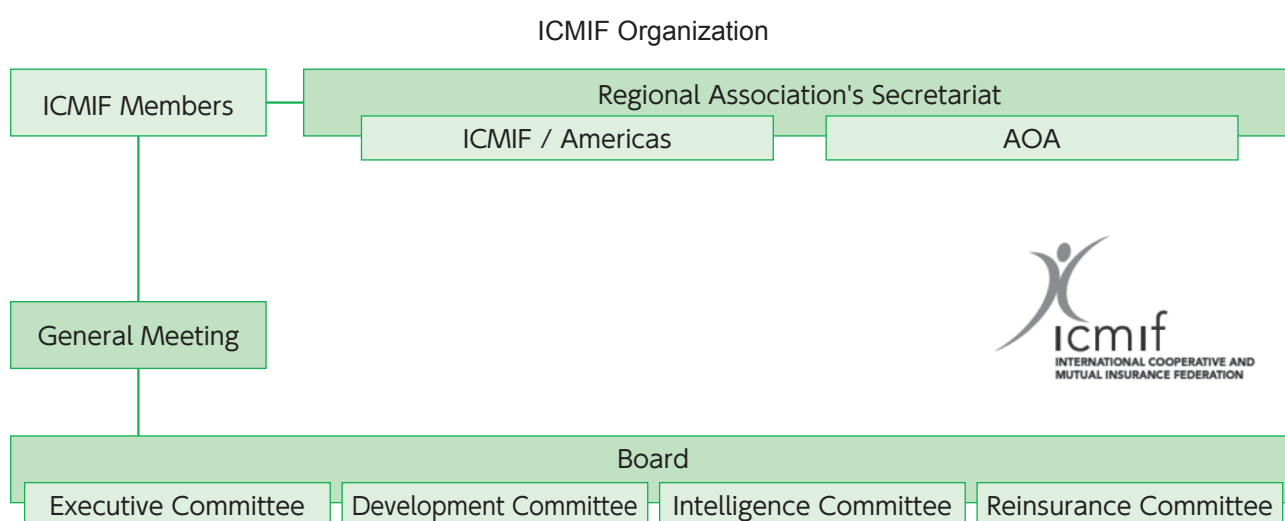 ICMIF Organization
ICMIF Members
Regional Association's Secretariat
ICMIF / Americas
AOA
icmif
INTERNATIONAL COOPERATIVE AND
MUTUAL INSURANCE FEDERATION
General Meeting
Board
Executive Committee
Development Committee
Intelligence Committee
Reinsurance Committee